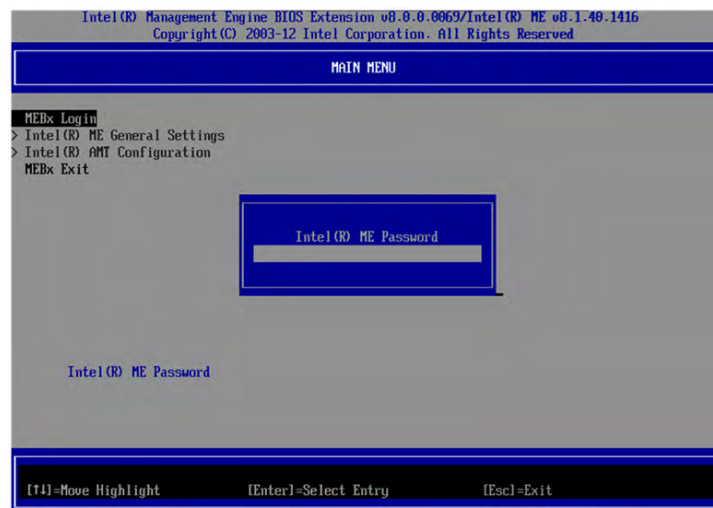 Intel(R) Management Engine BIOS Extension v8.0.0.0069/Intel(R) ME v8.1.40.1416
Copyright(C) 2003-12 Intel Corporation. All Rights Reserved
MAIN MENU
MEBx Login
> Intel(R) ME General Settings
> Intel(R) AMT Configuration
MEBx Exit
Intel(R) ME Password
Intel(R) ME Password
[↑↓]=Move Highlight [Enter]=Select Entry [Esc]=Exit